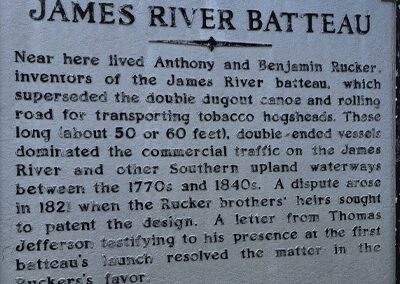 JAMES RIVER BATTEAU
Near here lived Anthony and Benjamin Rucker,
inventors of the James River batteau, which
superseded the double dugout canoe and rolling
road for transporting tobacco hogsheads. These
long (about 50 or 60 feet), double-ended vessels
dominated the commercial traffic on the James
River and other Southern upland waterways
between the 1770s and 1840s. A dispute arose
in 1821 when the Rucker brothers' heirs sought
to patent the design. A letter from Thomas
Jefferson testifying to his presence at the first
batteau's launch resolved the matter in the
Ruckers's favor.